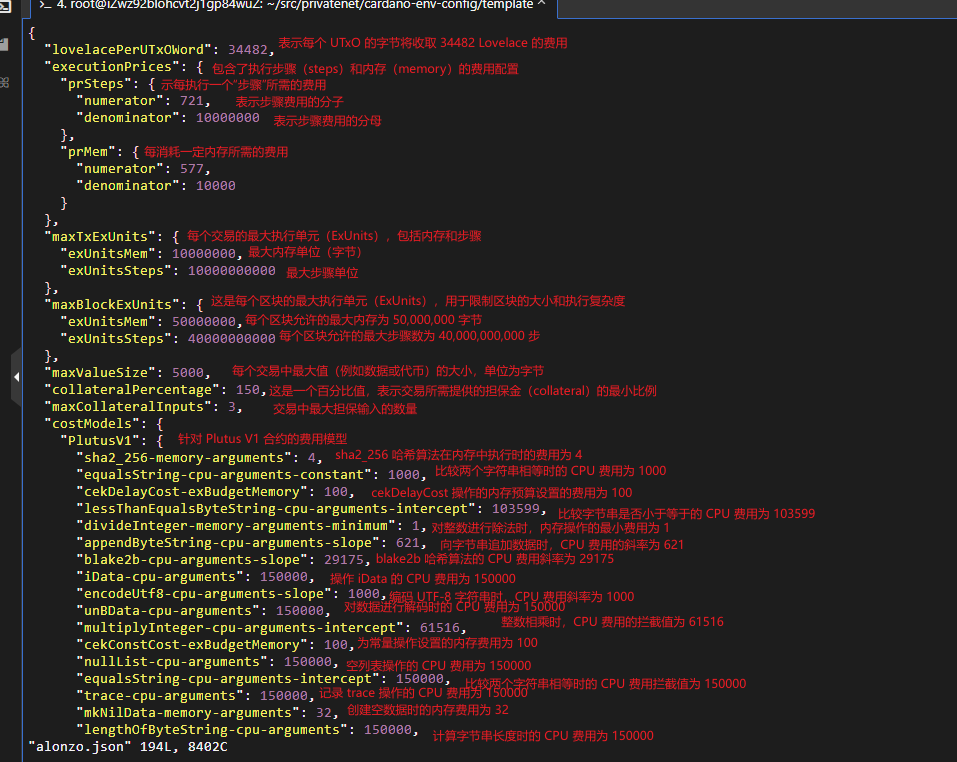 4. root@iZwz92blohcvt2j1gp84wuZ: ~/src/privatenet/cardano-env-config/template
{
"lovelacePerUTxOWord": 34482, 表示每个 UTxO 的字节将收取 34482 Lovelace 的费用
"executionPrices": { 包含了执行步骤（steps）和内存（memory）的费用配置
"prSteps": { 示每执行一个“步骤”所需的费用
"numerator": 721, 表示步骤费用的分子
"denominator": 10000000 表示步骤费用的分母
},
"prMem": { 每消耗一定内存所需的费用
"numerator": 577,
"denominator": 10000
}
},
"maxTxExUnits": { 每个交易的最大执行单元（ExUnits），包括内存和步骤
"exUnitsMem": 10000000, 最大内存单位（字节）
"exUnitsSteps": 10000000000 最大步骤单位
},
"maxBlockExUnits": { 这是每个区块的最大执行单元（ExUnits），用于限制区块的大小和执行复杂度
"exUnitsMem": 50000000, 每个区块允许的最大内存为 50,000,000 字节
"exUnitsSteps": 40000000000 每个区块允许的最大步骤数为 40,000,000,000 步
},
"maxValueSize": 5000, 每个交易中最大值（例如数据或代币）的大小，单位为字节
"collateralPercentage": 150, 这是一个百分比值，表示交易所需提供的担保金（collateral）的最小比例
"maxCollateralInputs": 3, 交易中最大担保输入的数量
"costModels": {
"PlutusV1": { 针对 Plutus V1 合约的费用模型
"sha2_256-memory-arguments": 4, sha2_256 哈希算法在内存中执行时的费用为 4
"equalsString-cpu-arguments-constant": 1000, 比较两个字符串相等时的 CPU 费用为 1000
"cekDelayCost-exBudgetMemory": 100, cekDelayCost 操作的内存预算设置的费用为 100
"lessThanEqualsByteString-cpu-arguments-intercept": 103599, 比较字节串是否小于等于的 CPU 费用为 103599
"divideInteger-memory-arguments-minimum": 1, 对整数进行除法时，内存操作的最小费用为 1
"appendByteString-cpu-arguments-slope": 621, 向字节串追加数据时，CPU 费用的斜率为 621
"blake2b-cpu-arguments-slope": 29175, blake2b 哈希算法的 CPU 费用斜率为 29175
"iData-cpu-arguments": 150000, 操作 iData 的 CPU 费用为 150000
"encodeUtf8-cpu-arguments-slope": 1000, 编码 UTF-8 字符串时，CPU 费用斜率为 1000
"unBData-cpu-arguments": 150000, 对数据进行解码时的 CPU 费用为 150000
"multiplyInteger-cpu-arguments-intercept": 61516, 整数相乘时，CPU 费用的拦截值为 61516
"cekConstCost-exBudgetMemory": 100, 为常量操作设置的内存费用为 100
"nullList-cpu-arguments": 150000, 空列表操作的 CPU 费用为 150000
"equalsString-cpu-arguments-intercept": 150000, 比较两个字符串相等时的 CPU 费用拦截值为 150000
"trace-cpu-arguments": 150000, 记录 trace 操作的 CPU 费用为 150000
"mkNilData-memory-arguments": 32, 创建空数据时的内存费用为 32
"lengthOfByteString-cpu-arguments": 150000, 计算字节串长度时的 CPU 费用为 150000
"alonzo.json" 194L, 8402C